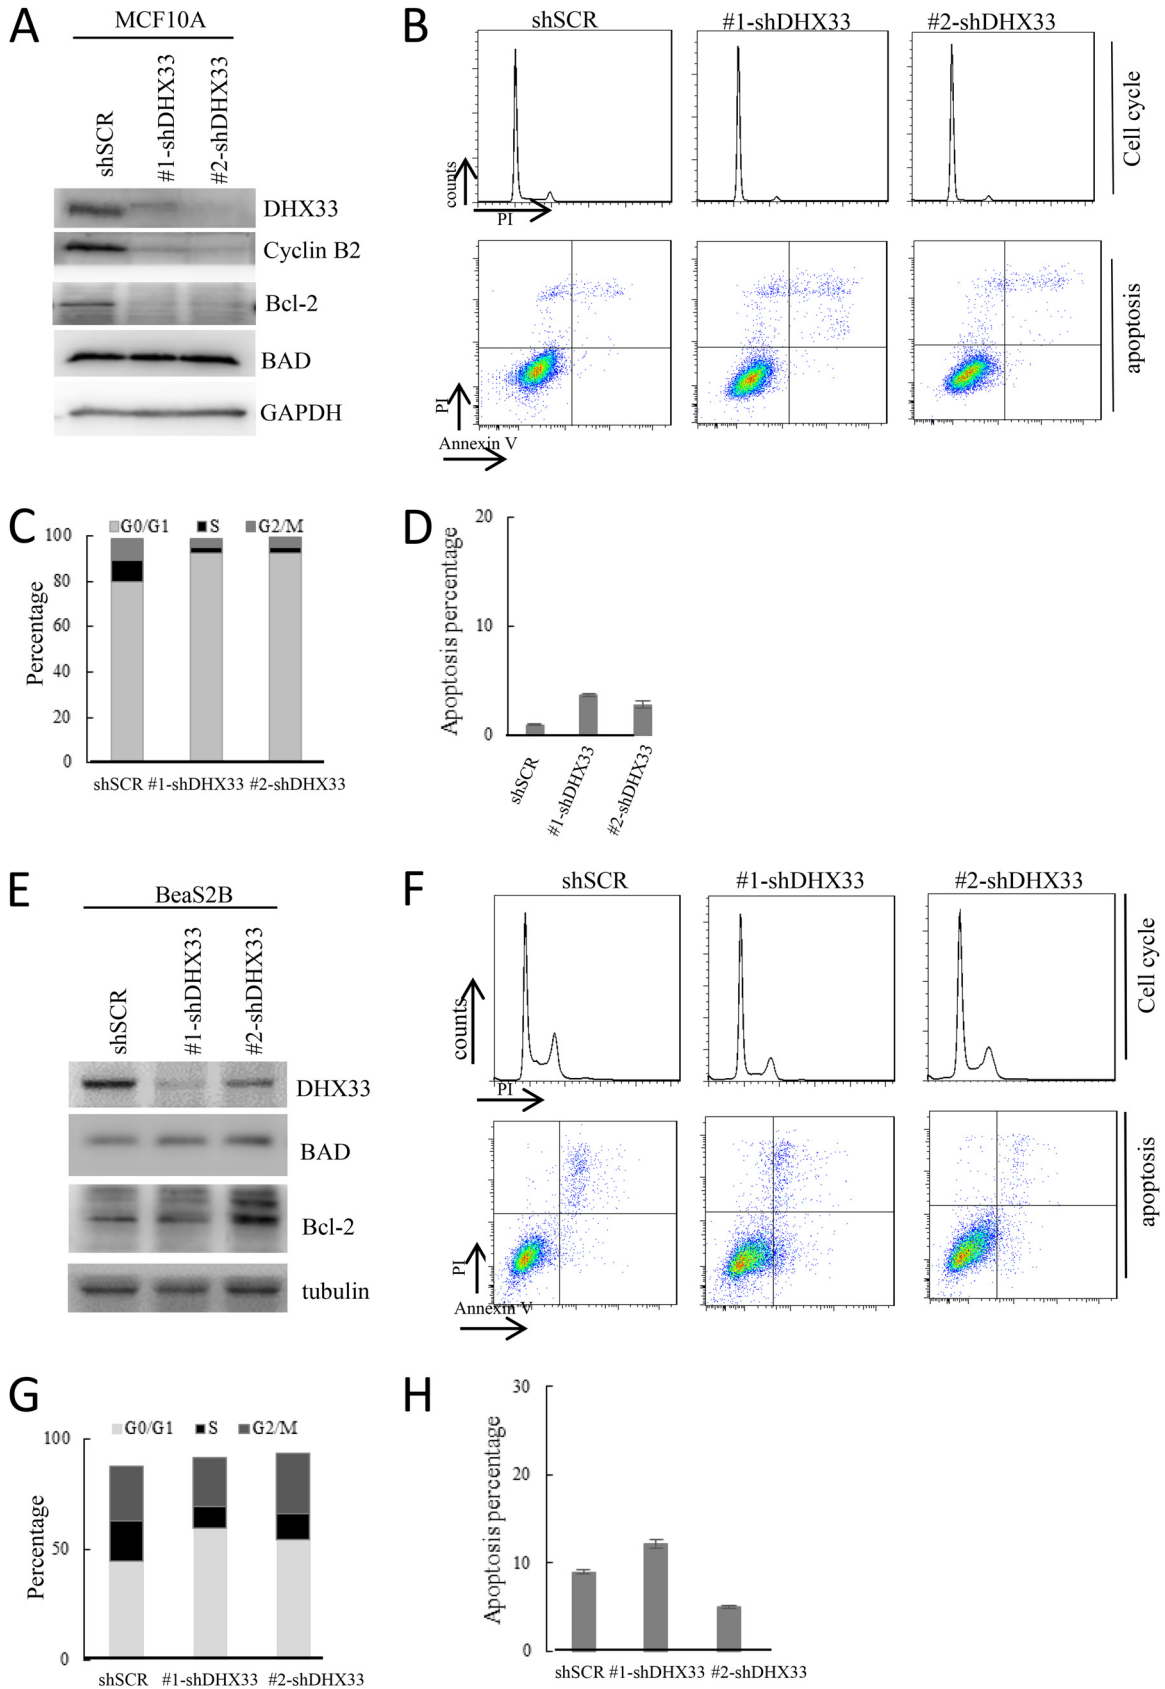 A
MCF10A
shSCR
#1-shDHX33
#2-shDHX33
DHX33
Cyclin B2
Bcl-2
BAD
GAPDH
B
shSCR
#1-shDHX33
#2-shDHX33
counts
PI
Cell cycle
PI
Annexin V
apoptosis
C
G0/G1 S G2/M
Percentage
100
80
60
40
20
0
shSCR #1-shDHX33 #2-shDHX33
D
Apoptosis percentage
20
10
0
shSCR
#1-shDHX33
#2-shDHX33
E
BeaS2B
shSCR
#1-shDHX33
#2-shDHX33
DHX33
BAD
Bcl-2
tubulin
F
shSCR
#1-shDHX33
#2-shDHX33
counts
PI
Cell cycle
PI
Annexin V
apoptosis
G
G0/G1 S G2/M
Percentage
100
50
0
shSCR #1-shDHX33 #2-shDHX33
H
Apoptosis percentage
30
20
10
0
shSCR #1-shDHX33 #2-shDHX33